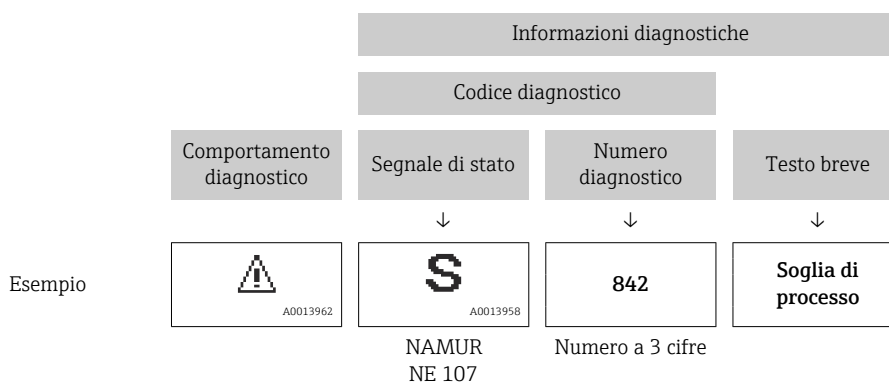 Informazioni diagnostiche
Codice diagnostico
Comportamento
diagnostico
Segnale di stato
Numero
diagnostico
Testo breve
↓ ↓ ↓
Esempio
A0013962
S
A0013958
842
Soglia di
processo
NAMUR
NE 107
Numero a 3 cifre